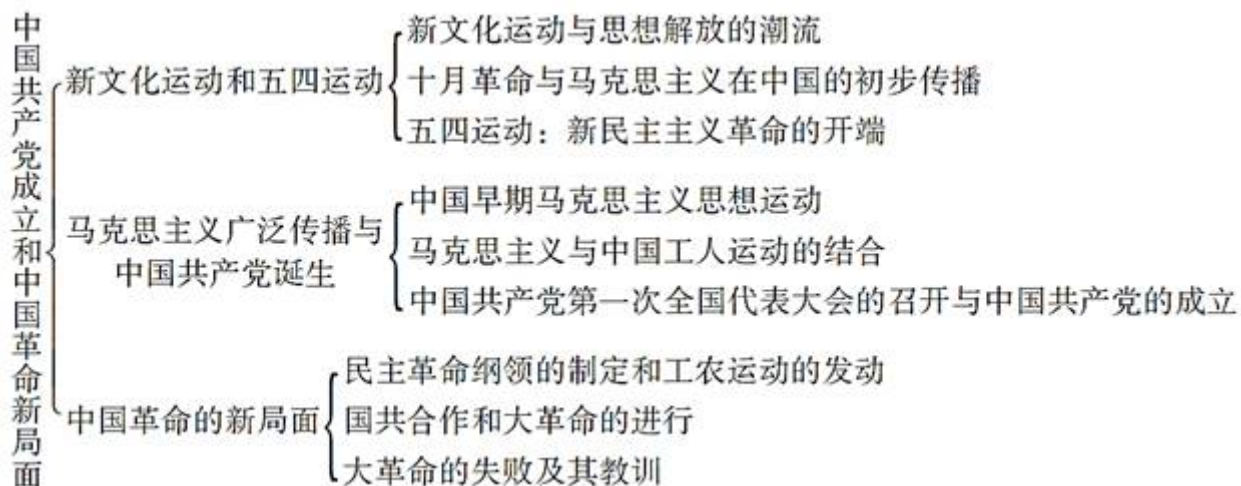 中国共产党成立和中国革命新局面
新文化运动和五四运动
新文化运动与思想解放的潮流
十月革命与马克思主义在中国的初步传播
五四运动：新民主主义革命的开端
马克思主义广泛传播与
中国共产党诞生
中国早期马克思主义思想运动
马克思主义与中国工人运动的结合
中国共产党第一次全国代表大会的召开与中国共产党的成立
中国革命的新局面
民主革命纲领的制定和工农运动的发动
国共合作和大革命的进行
大革命的失败及其教训